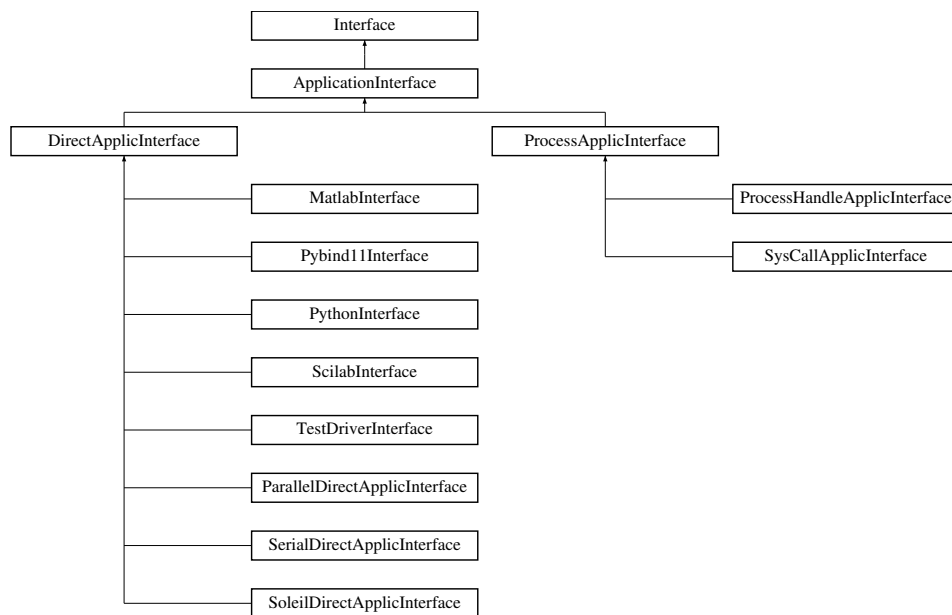 Interface
ApplicationInterface
DirectApplicInterface
ProcessApplicInterface
MatlabInterface
ProcessHandleApplicInterface
Pybind11Interface
SysCallApplicInterface
PythonInterface
ScilabInterface
TestDriverInterface
ParallelDirectApplicInterface
SerialDirectApplicInterface
SoleilDirectApplicInterface